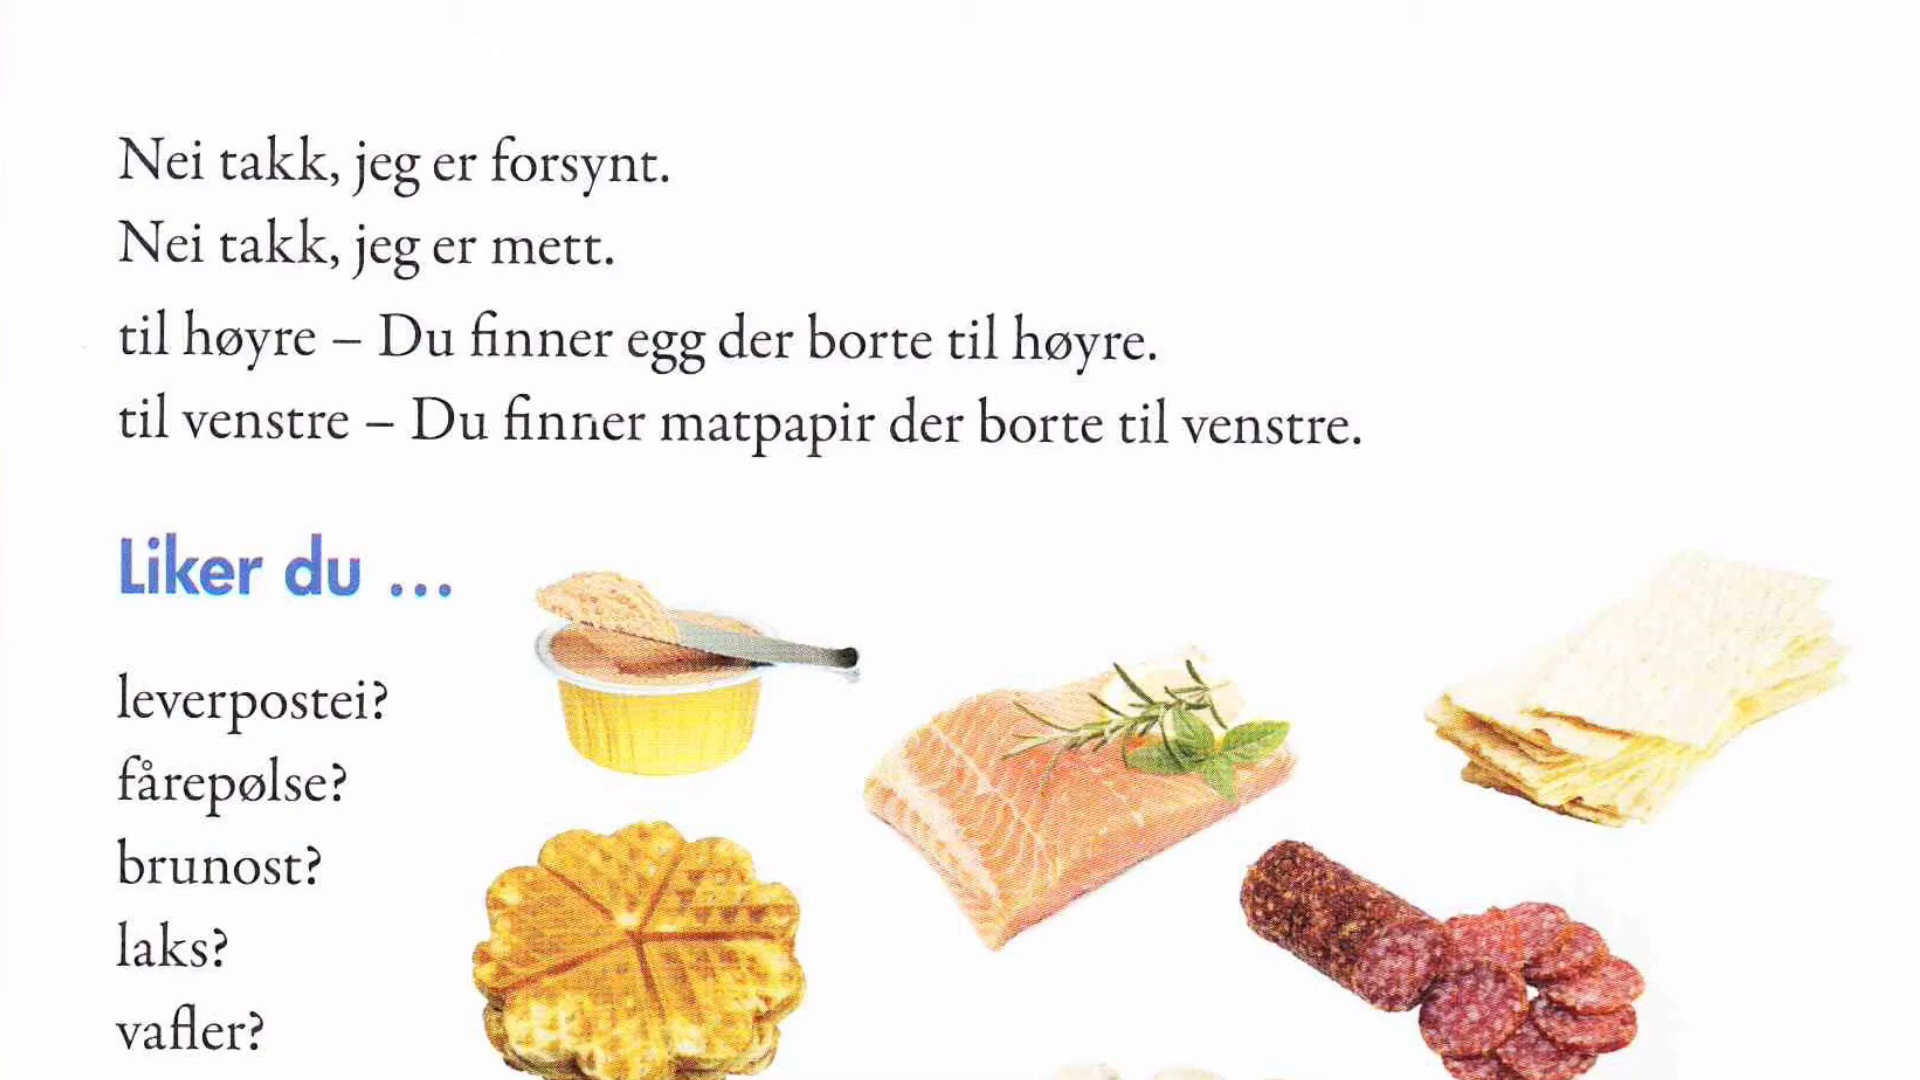 Nei takk, jeg er forsynt.
Nei takk, jeg er mett.
til høyre – Du finner egg der borte til høyre.
til venstre – Du finner matpapir der borte til venstre.
Liker du ...
leverpostei?
fårepølse?
brunost?
laks?
vafler?